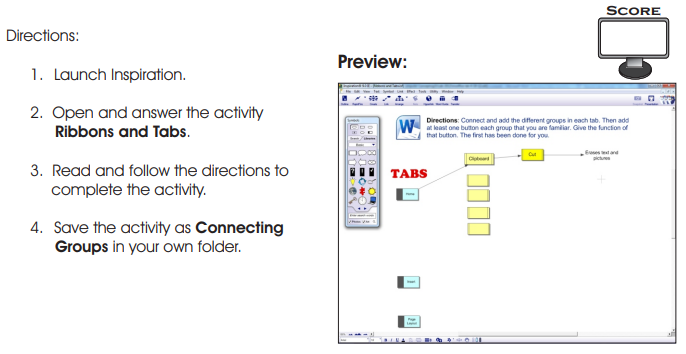 SCORE
Directions:
1. Launch Inspiration.
2. Open and answer the activity
Ribbons and Tabs.
3. Read and follow the directions to
complete the activity.
4. Save the activity as Connecting
Groups in your own folder.
Preview:
Directions: Connect and add the different groups in each tab. Then add
at least one button each group that you are familiar. Give the function of
that button. The first has been done for you.
W
TABS
Clipboard
Cut
Erases text and
pictures
Home
Insert
Page
Layout